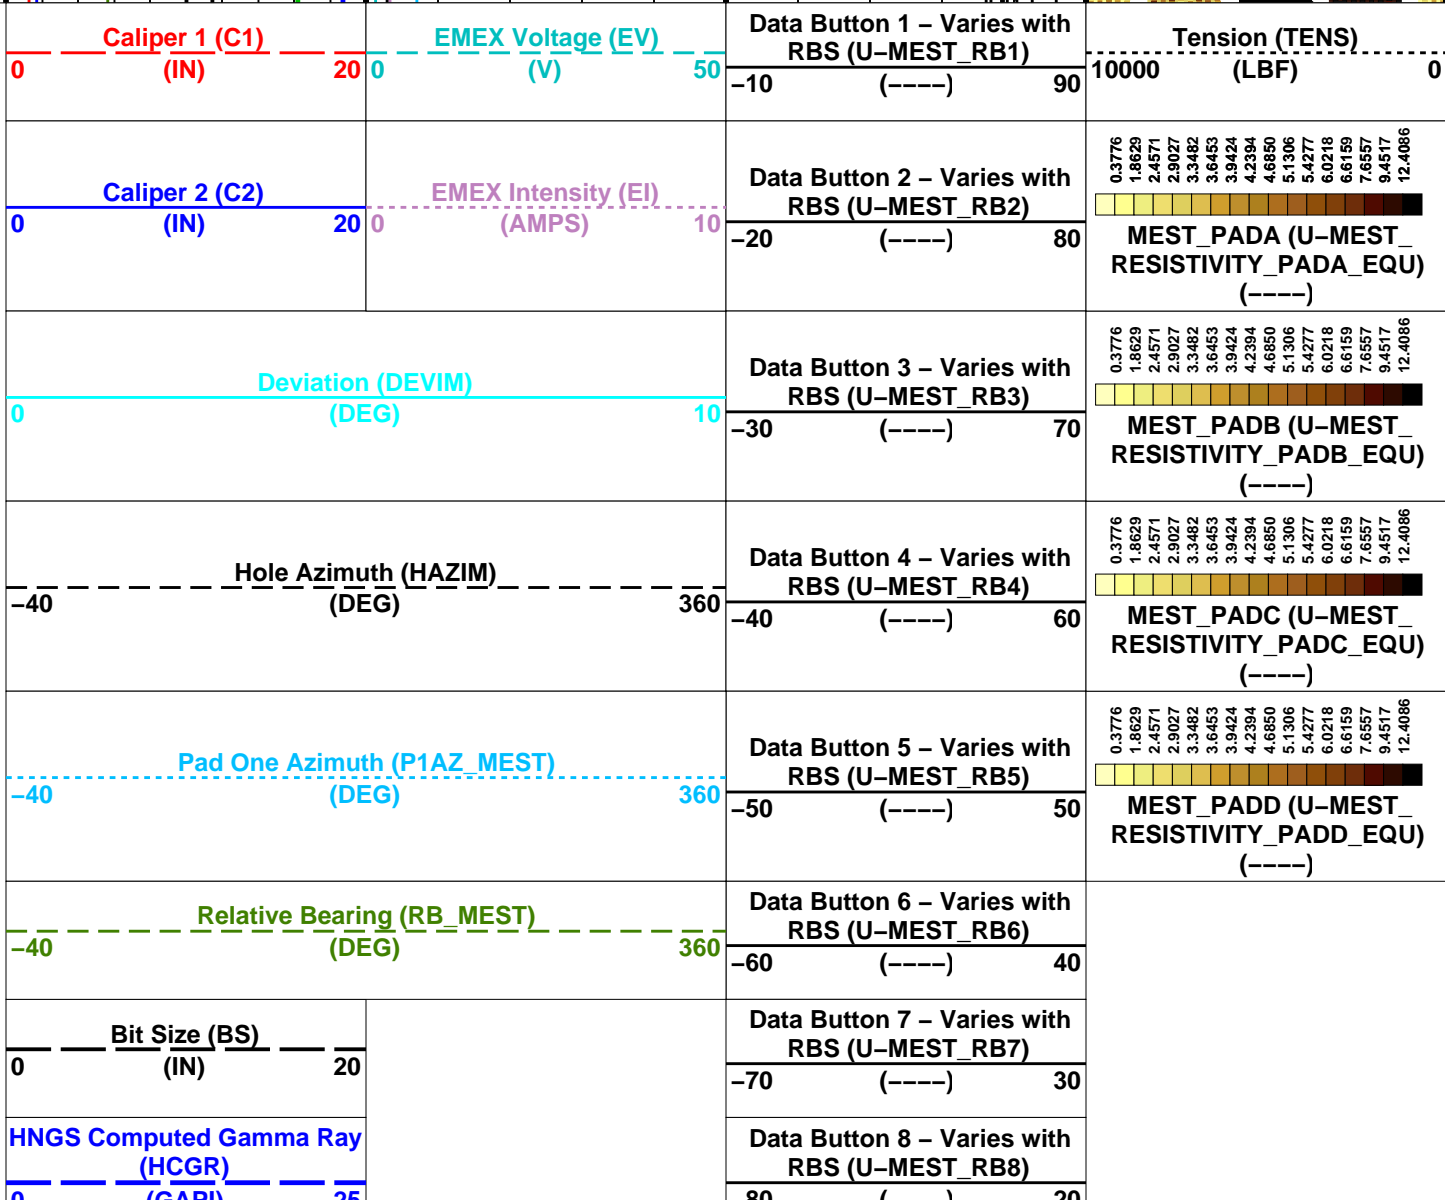 Caliper 1 (C1)
0 (IN) 20
EMEX Voltage (EV)
0 (V) 50
Data Button 1 – Varies with
RBS (U–MEST_RB1)
–10 (––––) 90
Tension (TENS)
10000 (LBF) 0
Caliper 2 (C2)
0 (IN) 20
EMEX Intensity (EI)
0 (AMPS) 10
Data Button 2 – Varies with
RBS (U–MEST_RB2)
–20 (––––) 80
0.3776 1.8629 2.4571 2.9027 3.3482 3.6453 3.9424 4.2394 4.6850 5.1306 5.4277 6.0218 6.6159 7.6557 9.4517 12.4086
MEST_PADA (U–MEST_
RESISTIVITY_PADA_EQU)
(––––)
Deviation (DEVIM)
0 (DEG) 10
Data Button 3 – Varies with
RBS (U–MEST_RB3)
–30 (––––) 70
0.3776 1.8629 2.4571 2.9027 3.3482 3.6453 3.9424 4.2394 4.6850 5.1306 5.4277 6.0218 6.6159 7.6557 9.4517 12.4086
MEST_PADB (U–MEST_
RESISTIVITY_PADB_EQU)
(––––)
Hole Azimuth (HAZIM)
–40 (DEG) 360
Data Button 4 – Varies with
RBS (U–MEST_RB4)
–40 (––––) 60
0.3776 1.8629 2.4571 2.9027 3.3482 3.6453 3.9424 4.2394 4.6850 5.1306 5.4277 6.0218 6.6159 7.6557 9.4517 12.4086
MEST_PADC (U–MEST_
RESISTIVITY_PADC_EQU)
(––––)
Pad One Azimuth (P1AZ_MEST)
–40 (DEG) 360
Data Button 5 – Varies with
RBS (U–MEST_RB5)
–50 (––––) 50
0.3776 1.8629 2.4571 2.9027 3.3482 3.6453 3.9424 4.2394 4.6850 5.1306 5.4277 6.0218 6.6159 7.6557 9.4517 12.4086
MEST_PADD (U–MEST_
RESISTIVITY_PADD_EQU)
(––––)
Relative Bearing (RB_MEST)
–40 (DEG) 360
Data Button 6 – Varies with
RBS (U–MEST_RB6)
–60 (––––) 40
Bit Size (BS)
0 (IN) 20
Data Button 7 – Varies with
RBS (U–MEST_RB7)
–70 (––––) 30
HNGS Computed Gamma Ray
(HCGR)
0 (GAPI) 25
Data Button 8 – Varies with
RBS (U–MEST_RB8)
–80 (––––) 20